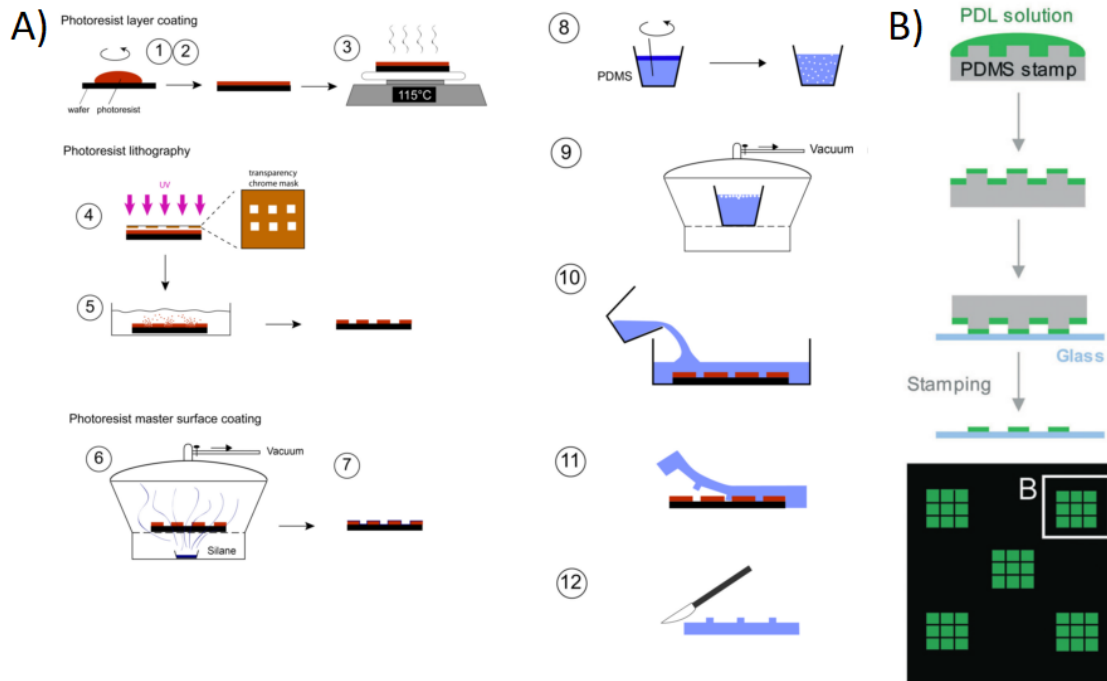 A)
Photoresist layer coating
1
2
3
wafer
photoresist
115°C
Photoresist lithography
UV
transparency
chrome mask
4
5
Photoresist master surface coating
6
Vacuum
7
Silane
8
PDMS
9
Vacuum
10
11
12
B)
PDL solution
PDMS stamp
Glass
Stamping
B